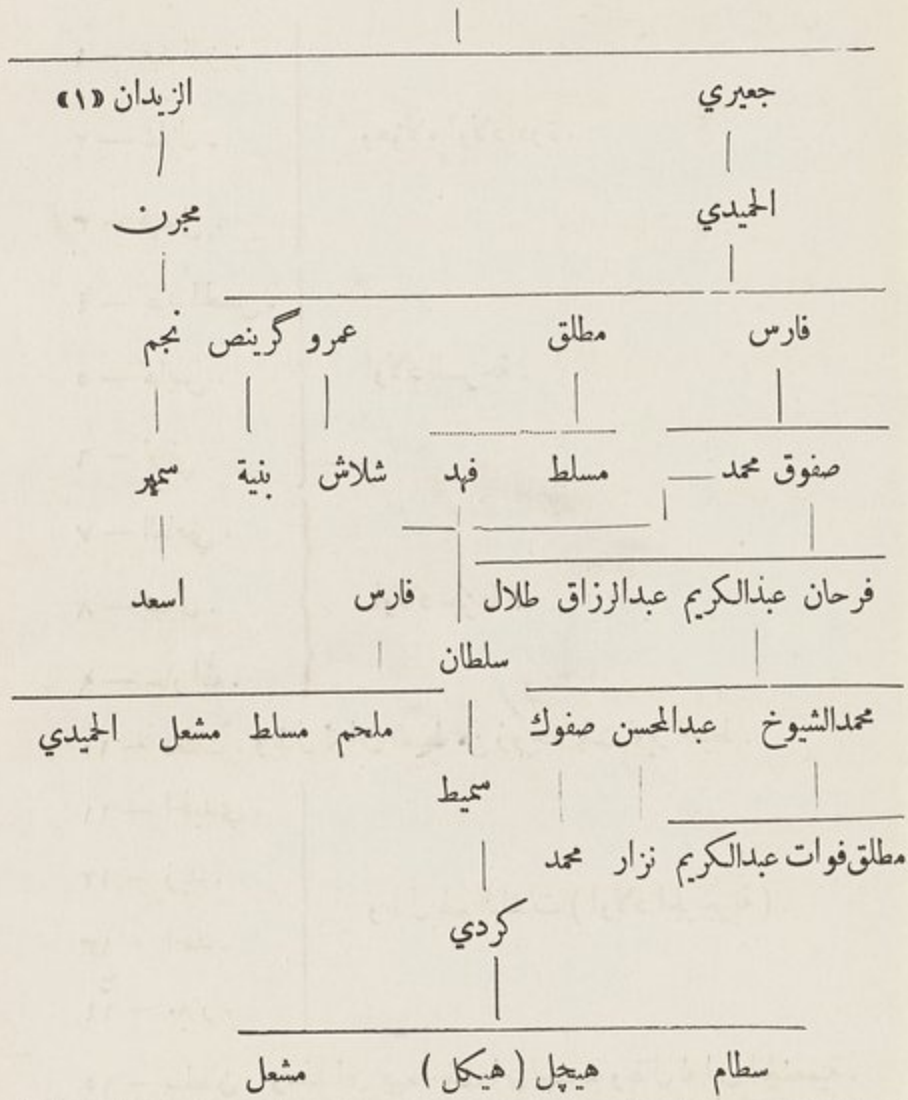 جعيري الزيدان «١»
الحميدي مجرن
فارس مطلق عمرو گرينص نجم
صفوق محمد مسلط فهد شلاش بنية سمير
فرحان عبدالكريم عبدالرزاق طلال فارس اسعد
سلطان
محمدالشيوخ عبدالمحسن صفوك ملحم مساط مشعل الحميدي
سميط
مطلق فوات عبدالكريم نزار محمد
كردي
سطام هيچل ( هيكل ) مشعل